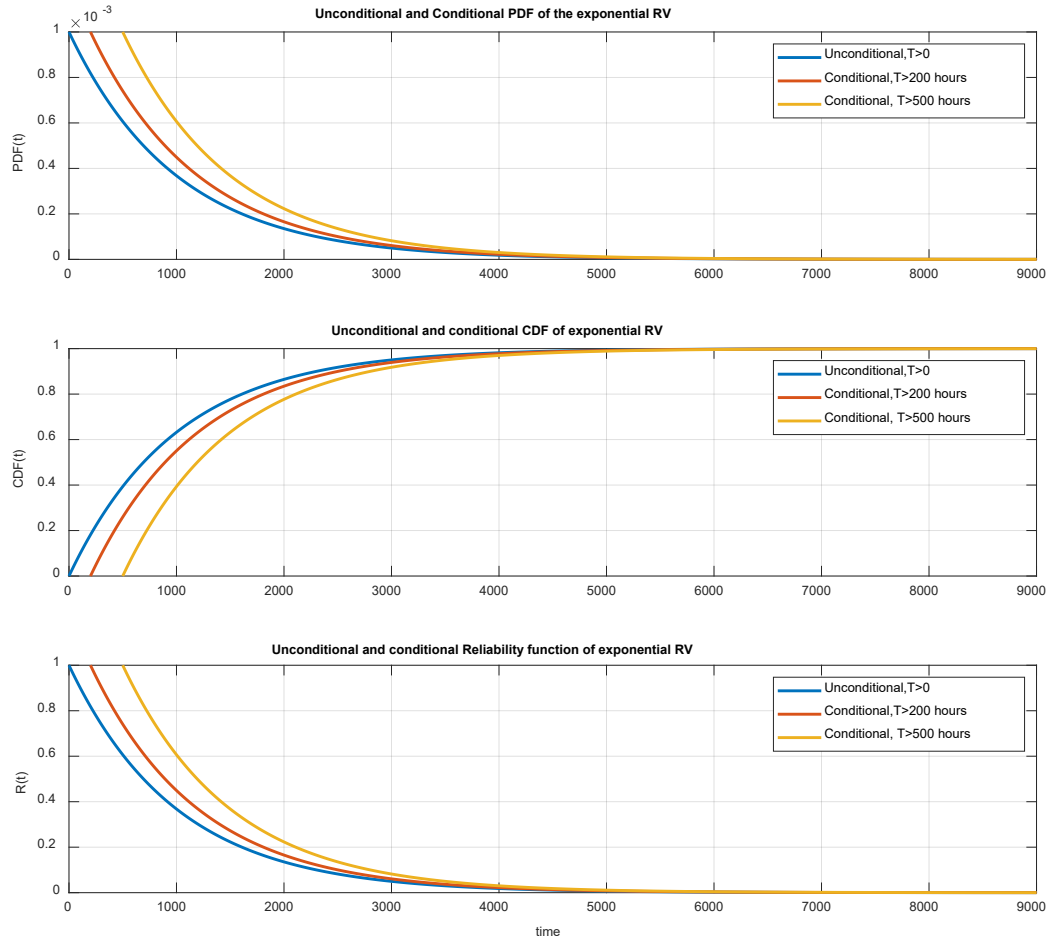 Unconditional and Conditional PDF of the exponential RV
× 10 -3
1
0.8
0.6
0.4
0.2
0
PDF(t)
Unconditional,T>0
Conditional,T>200 hours
Conditional, T>500 hours
0 1000 2000 3000 4000 5000 6000 7000 8000 9000
Unconditional and conditional CDF of exponential RV
1
0.8
0.6
0.4
0.2
0
CDF(t)
Unconditional,T>0
Conditional,T>200 hours
Conditional, T>500 hours
0 1000 2000 3000 4000 5000 6000 7000 8000 9000
Unconditional and conditional Reliability function of exponential RV
1
0.8
0.6
0.4
0.2
0
R(t)
Unconditional,T>0
Conditional,T>200 hours
Conditional, T>500 hours
0 1000 2000 3000 4000 5000 6000 7000 8000 9000
time